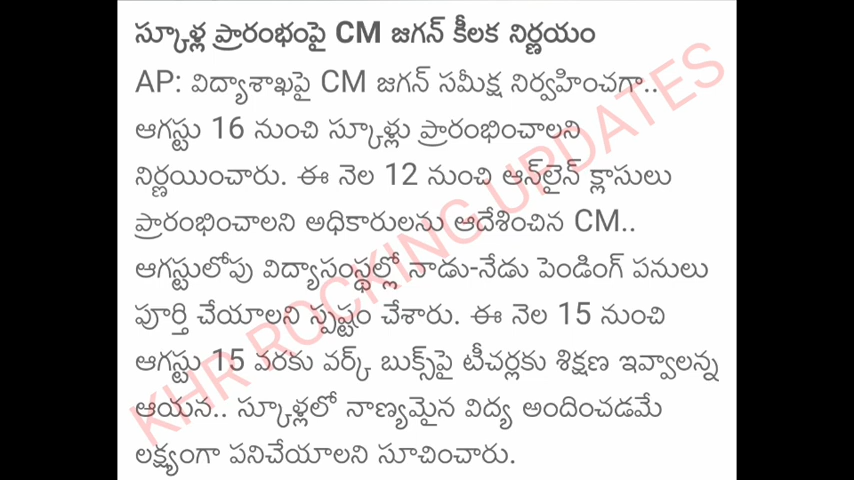 స్కూళ్ల ప్రారంభంపై CM జగన్ కీలక నిర్ణయం
AP: విద్యాశాఖపై CM జగన్ సమీక్ష నిర్వహించగా..
ఆగస్టు 16 నుంచి స్కూళ్లు ప్రారంభించాలని
నిర్ణయించారు. ఈ నెల 12 నుంచి ఆన్‌లైన్ క్లాసులు
ప్రారంభించాలని అధికారులను ఆదేశించిన CM..
ఆగస్టులోపు విద్యాసంస్థల్లో నాడు-నేడు పెండింగ్ పనులు
పూర్తి చేయాలని స్పష్టం చేశారు. ఈ నెల 15 నుంచి
ఆగస్టు 15 వరకు వర్క్ బుక్స్‌పై టీచర్లకు శిక్షణ ఇవ్వాలన్న
ఆయన.. స్కూళ్లలో నాణ్యమైన విద్య అందించడమే
లక్ష్యంగా పనిచేయాలని సూచించారు.
KHR ROCKING UPDATES